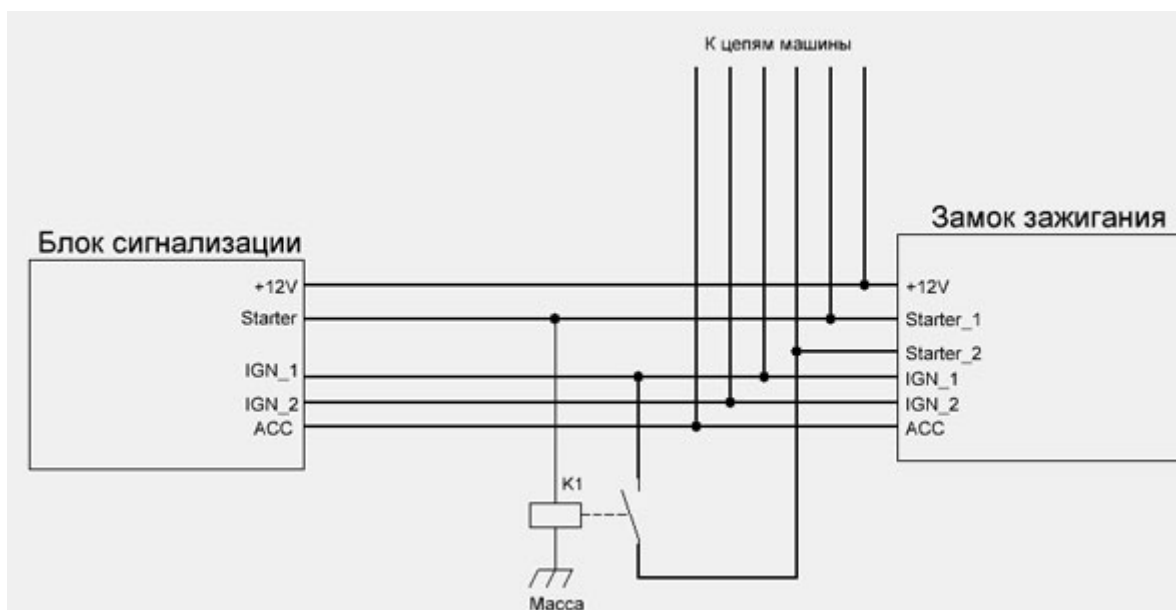 К цепям машины
Блок сигнализации
Замок зажигания
+12V
Starter
IGN_1
IGN_2
ACC
+12V
Starter_1
Starter_2
IGN_1
IGN_2
ACC
K1
Масса